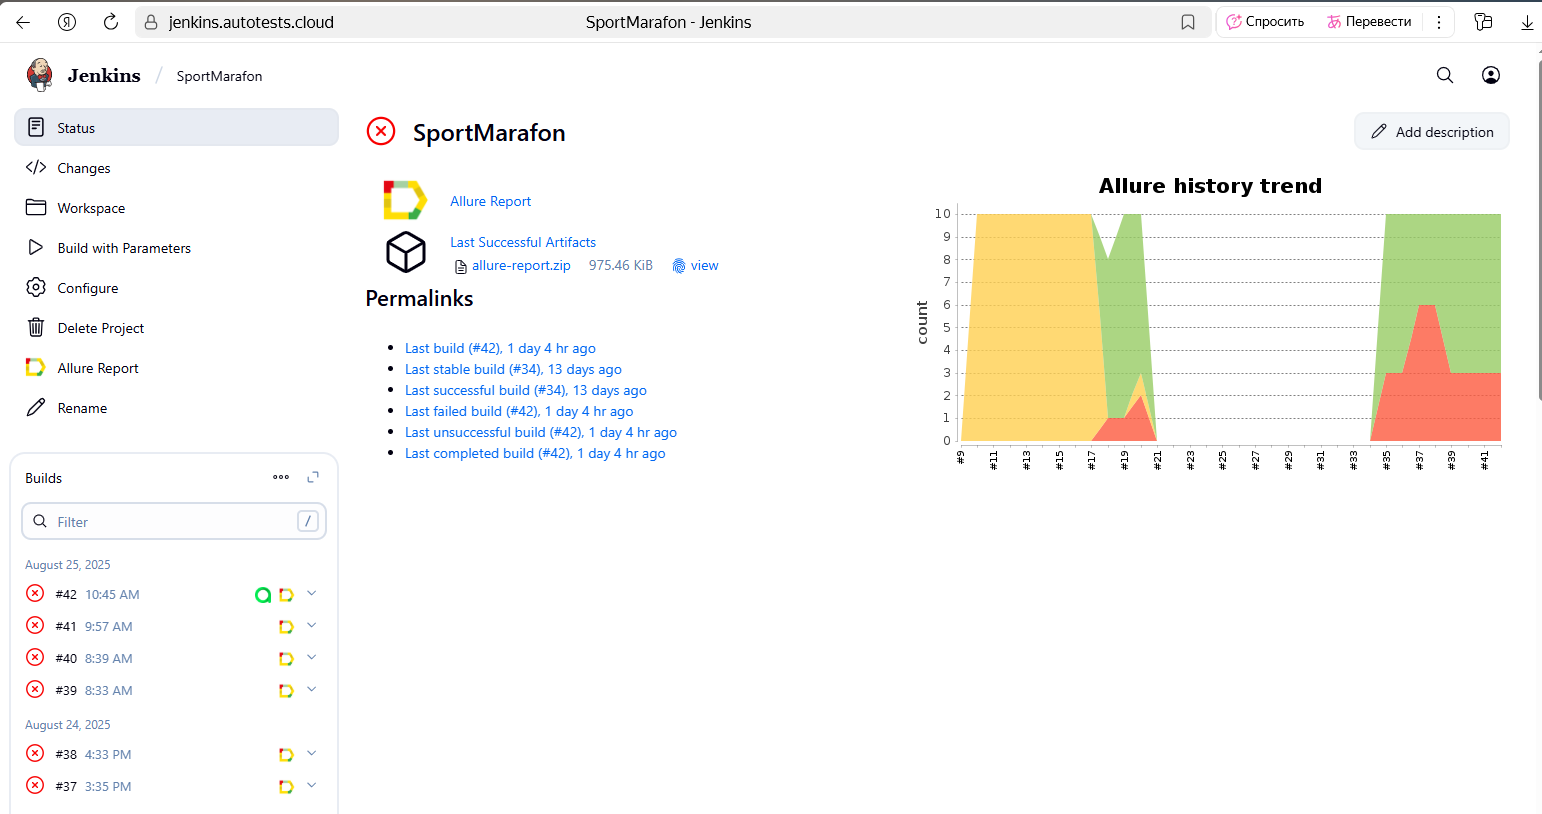 jenkins.autotests.cloud
SportMarafon - Jenkins
Спросить
Перевести
Jenkins / SportMarafon
Status
Changes
Workspace
Build with Parameters
Configure
Delete Project
Allure Report
Rename
Builds
Filter
/
August 25, 2025
#42 10:45 AM
#41 9:57 AM
#40 8:39 AM
#39 8:33 AM
August 24, 2025
#38 4:33 PM
#37 3:35 PM
SportMarafon
Add description
Allure Report
Last Successful Artifacts
allure-report.zip 975.46 KiB view
Permalinks
Last build (#42), 1 day 4 hr ago
Last stable build (#34), 13 days ago
Last successful build (#34), 13 days ago
Last failed build (#42), 1 day 4 hr ago
Last unsuccessful build (#42), 1 day 4 hr ago
Last completed build (#42), 1 day 4 hr ago
Allure history trend
count
10
9
8
7
6
5
4
3
2
1
0
#9 #11 #13 #15 #17 #19 #21 #23 #25 #27 #29 #31 #33 #35 #37 #39 #41